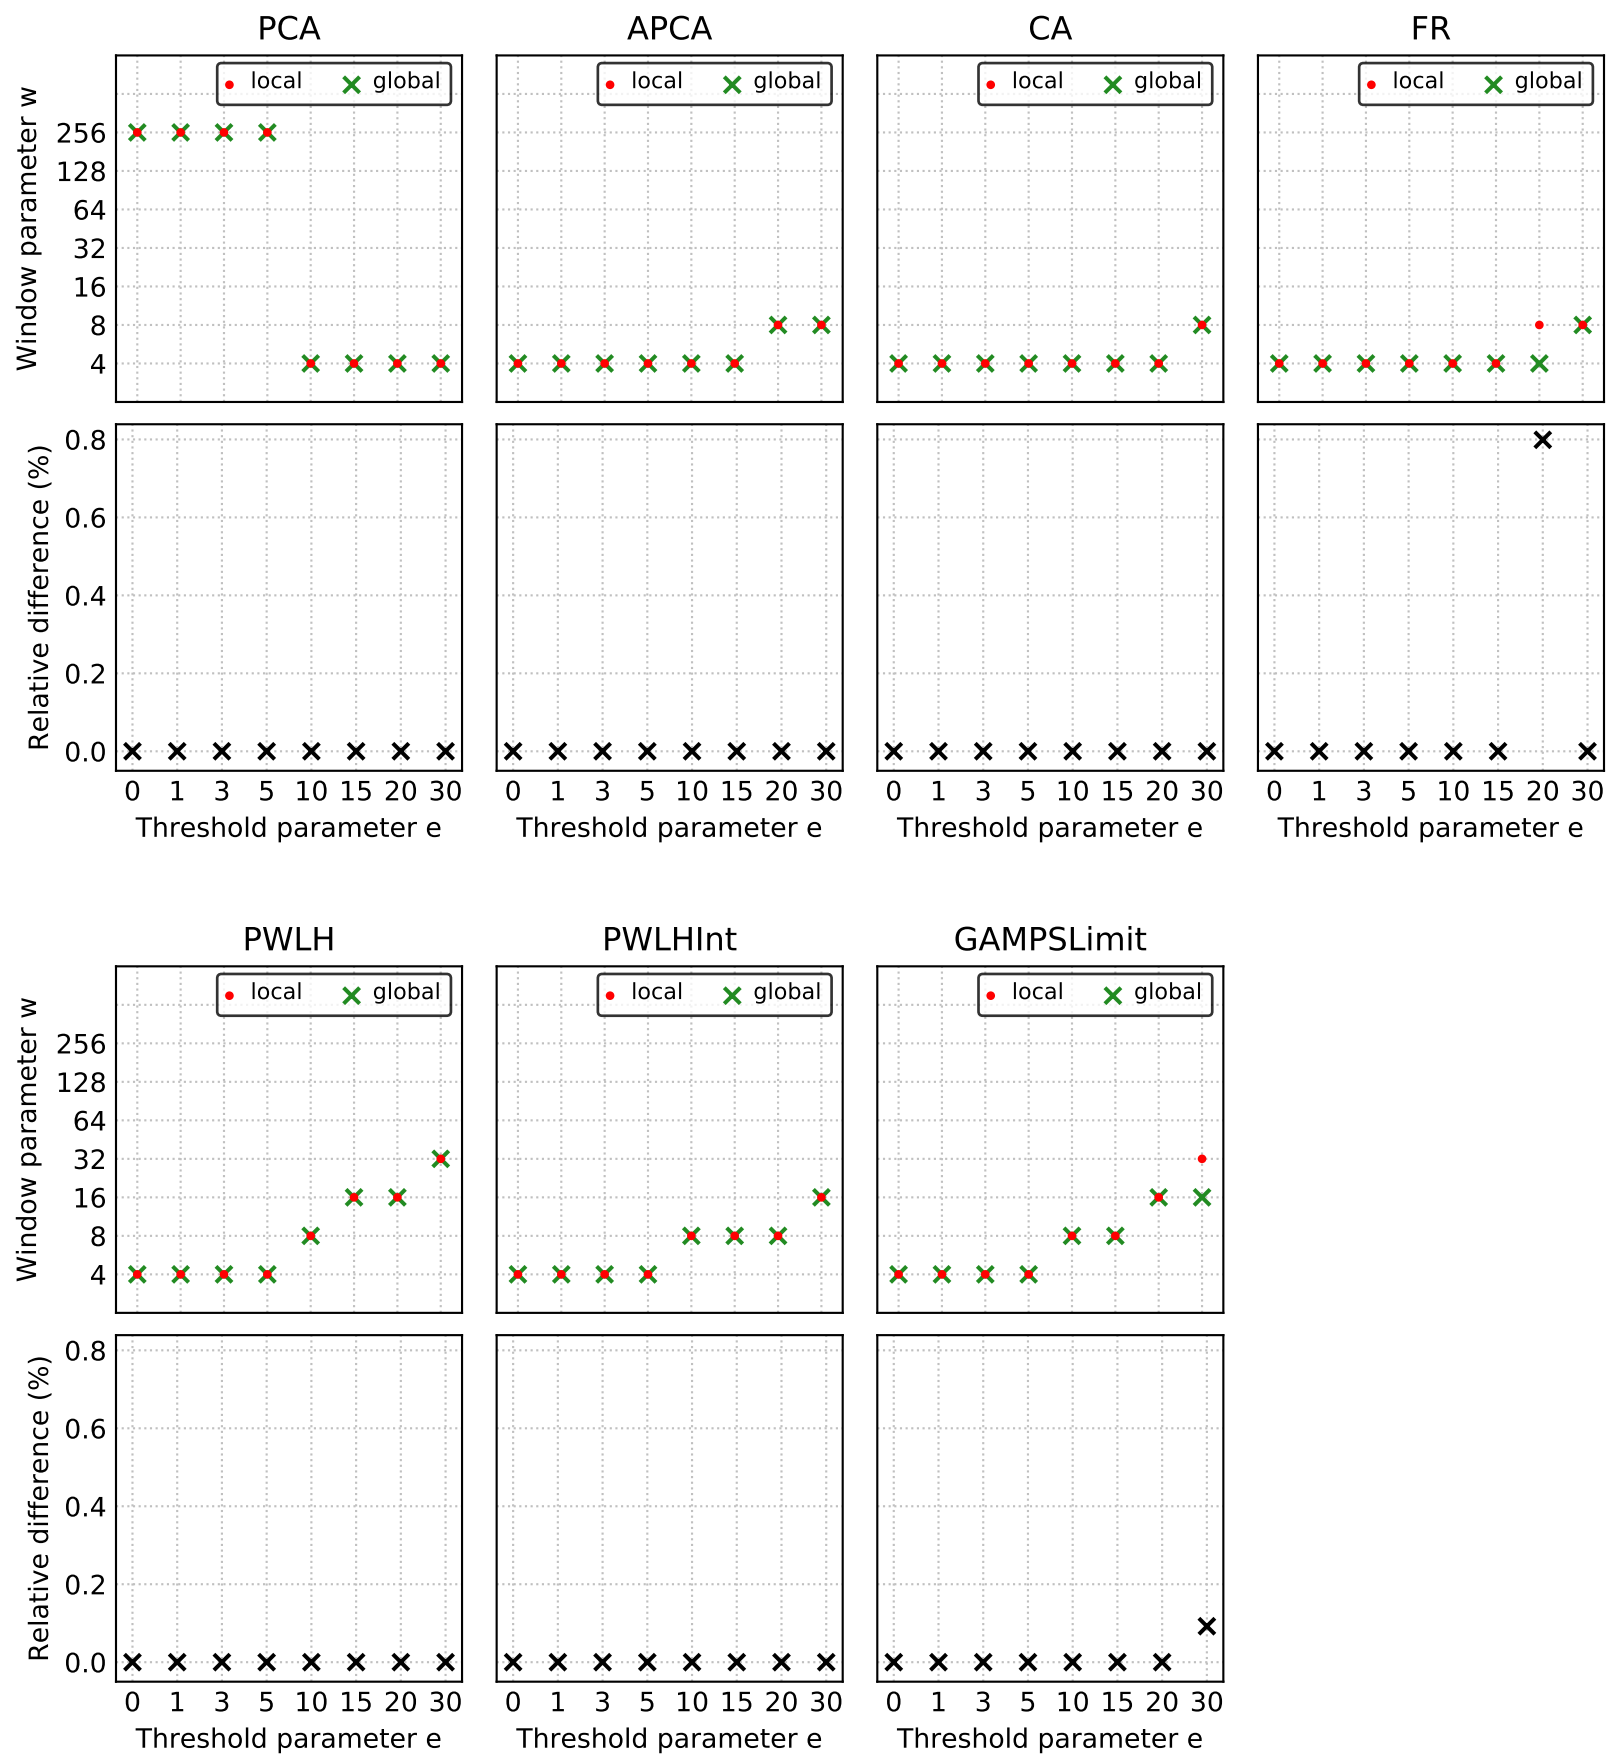 PCA APCA CA FR
local global local global local global local global
Window parameter w
256
128
64
32
16
8
4
Relative difference (%)
0.8
0.6
0.4
0.2
0.0
0 1 3 5 10 15 20 30 0 1 3 5 10 15 20 30 0 1 3 5 10 15 20 30 0 1 3 5 10 15 20 30
Threshold parameter e Threshold parameter e Threshold parameter e Threshold parameter e
PWLH PWLHInt GAMPSLimit
local global local global local global
Window parameter w
256
128
64
32
16
8
4
Relative difference (%)
0.8
0.6
0.4
0.2
0.0
0 1 3 5 10 15 20 30 0 1 3 5 10 15 20 30 0 1 3 5 10 15 20 30
Threshold parameter e Threshold parameter e Threshold parameter e